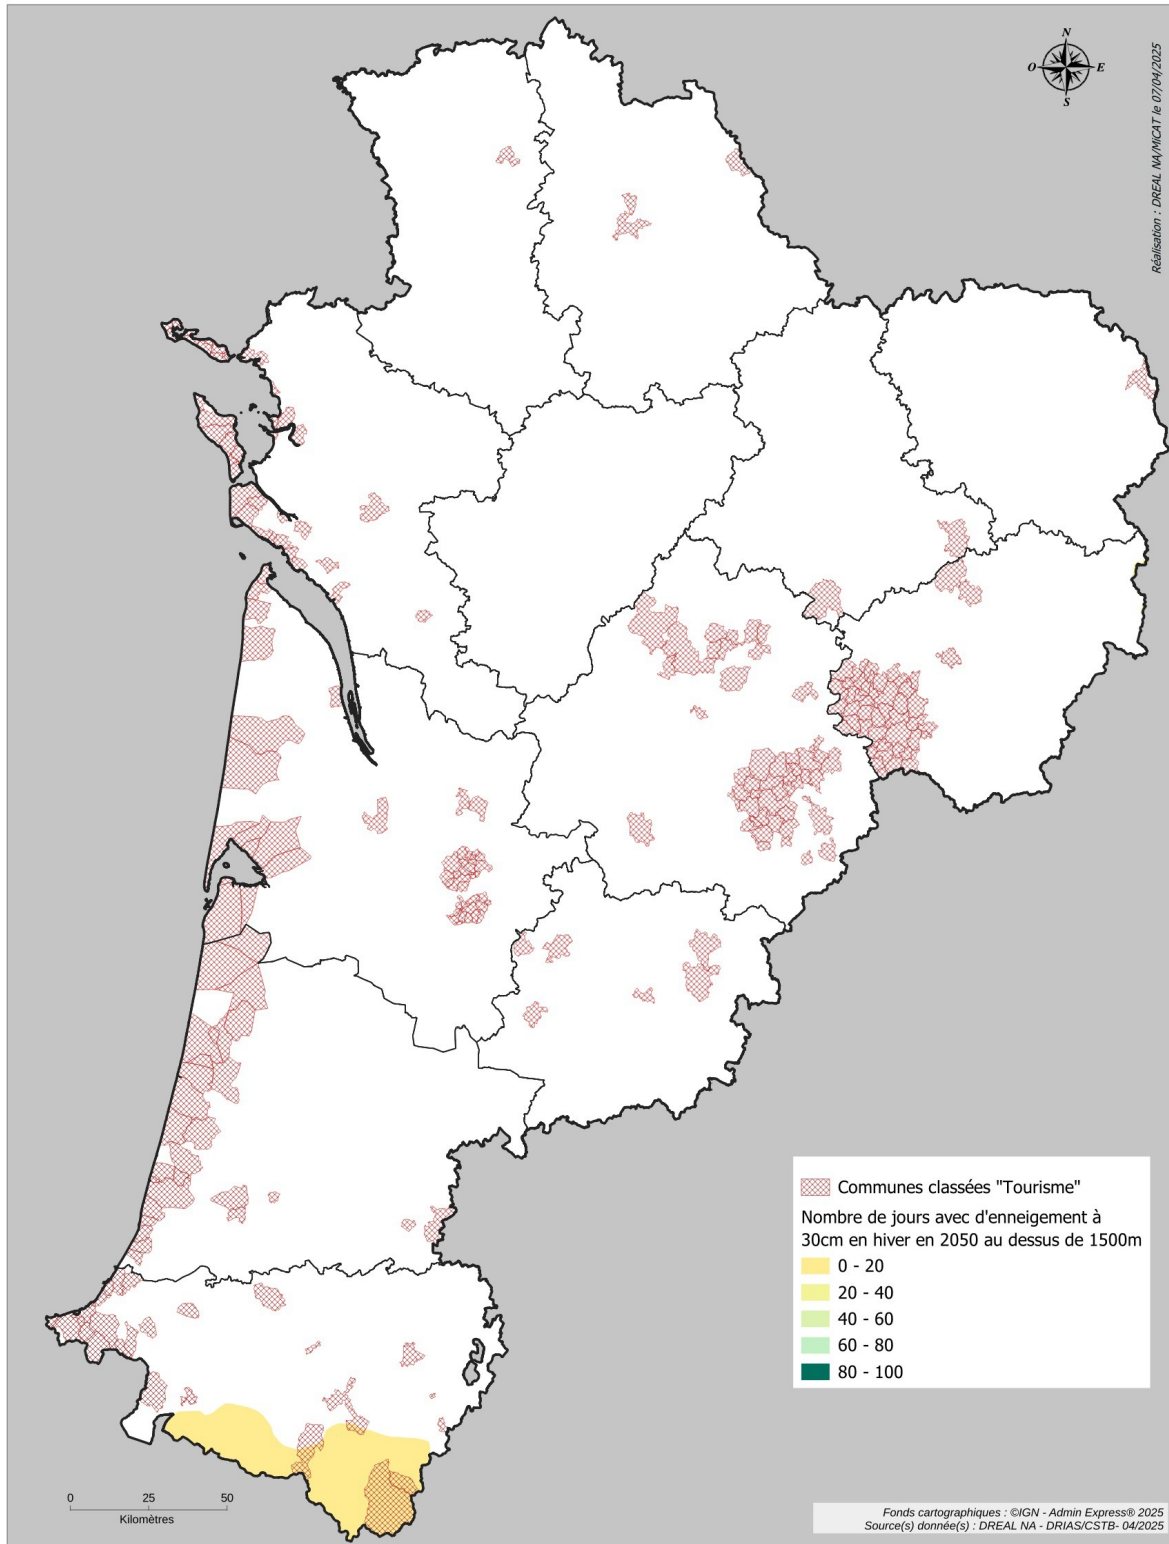 N
O
E
S
Réalisation : DREAL NA/MICAT le 07/04/2025
Communes classées "Tourisme"
Nombre de jours avec d'enneigement à
30cm en hiver en 2050 au dessus de 1500m
0 - 20
20 - 40
40 - 60
60 - 80
80 - 100
0 25 50
Kilomètres
Fonds cartographiques : ©IGN - Admin Express® 2025
Source(s) donnée(s) : DREAL NA - DRIAS/CSTB- 04/2025